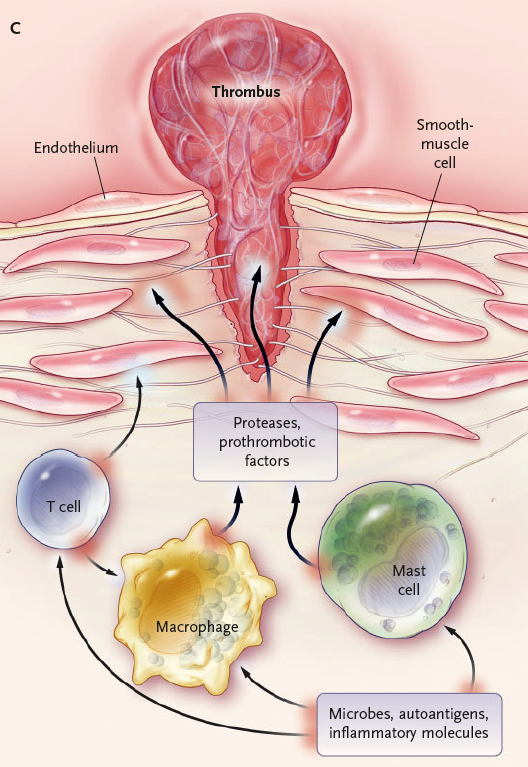 C
Thrombus
Endothelium
Smooth-
muscle
cell
Proteases,
prothrombotic
factors
T cell
Mast
cell
Macrophage
Microbes, autoantigens,
inflammatory molecules